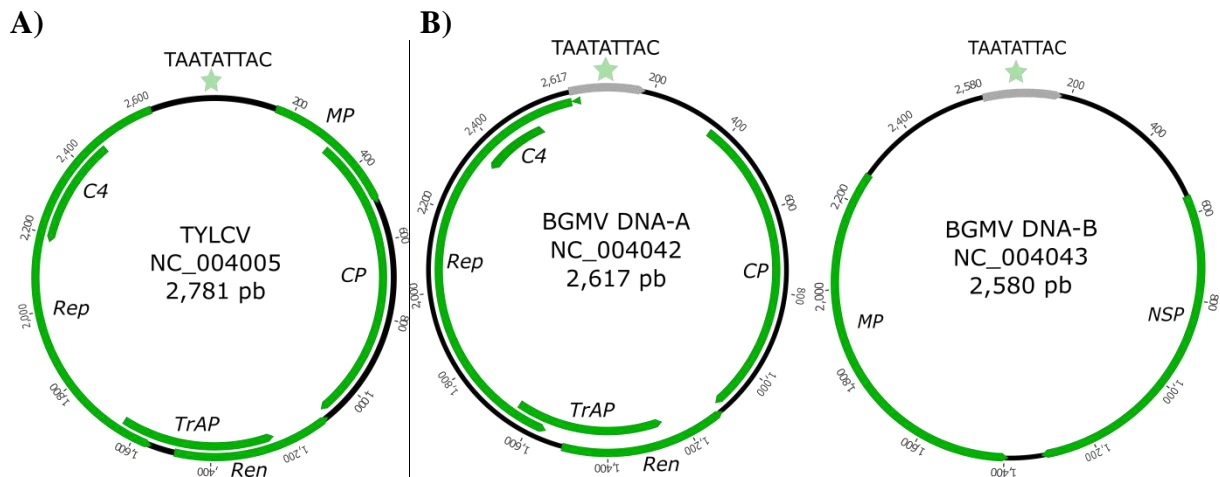 A)
TAATATTAC
2,600
200
MP
400
2,400
C4
2,200
600
TYLCV
NC_004005
2,781 pb
CP
Rep
2,000
800
1,800
1,000
TrAP
1,600
1,200
1,400
Ren
B)
TAATATTAC
2,617
200
2,400
400
C4
2,200
600
BGMV DNA-A
NC_004042
2,617 pb
Rep
CP
2,000
800
1,800
1,000
TrAP
1,600
1,200
1,400
Ren
TAATATTAC
2,580
200
2,400
400
2,200
600
BGMV DNA-B
NC_004043
2,580 pb
2,000
800
MP
NSP
1,800
1,000
1,600
1,200
1,400